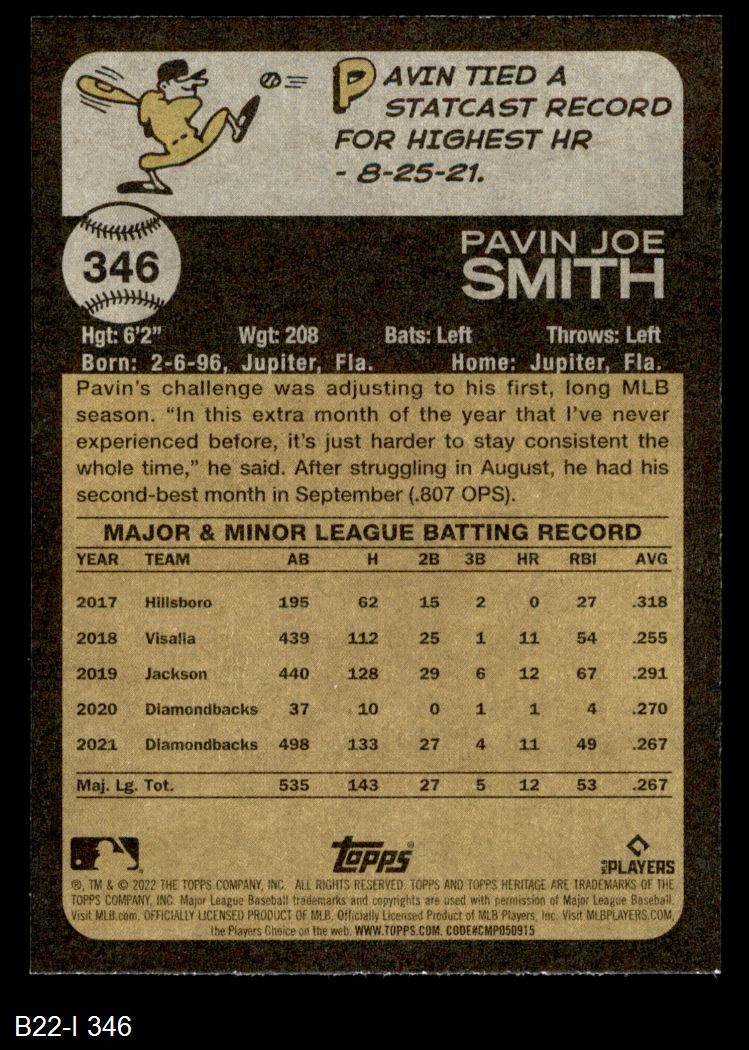 PAVIN TIED A
STATCAST RECORD
FOR HIGHEST HR
- 8-25-21.
346
PAVIN JOE
SMITH
Hgt: 6'2" Wgt: 208 Bats: Left Throws: Left
Born: 2-6-96, Jupiter, Fla. Home: Jupiter, Fla.
Pavin's challenge was adjusting to his first, long MLB
season. "In this extra month of the year that I've never
experienced before, it's just harder to stay consistent the
whole time," he said. After struggling in August, he had his
second-best month in September (.807 OPS).
MAJOR & MINOR LEAGUE BATTING RECORD
YEAR TEAM AB H 2B 3B HR RBI AVG
2017 Hillsboro 195 62 15 2 0 27 .318
2018 Visalia 439 112 25 1 11 54 .255
2019 Jackson 440 128 29 6 12 67 .291
2020 Diamondbacks 37 10 0 1 1 4 .270
2021 Diamondbacks 498 133 27 4 11 49 .267
Maj. Lg. Tot. 535 143 27 5 12 53 .267
topps MLB PLAYERS
®, TM & © 2022 THE TOPPS COMPANY, INC. ALL RIGHTS RESERVED. TOPPS AND TOPPS HERITAGE ARE TRADEMARKS OF THE
TOPPS COMPANY, INC. Major League Baseball trademarks and copyrights are used with permission of Major League Baseball.
Visit MLB.com. OFFICIALLY LICENSED PRODUCT OF MLB. Officially Licensed Product of MLB Players, Inc. Visit MLBPLAYERS.COM,
the Players Choice on the web. WWW.TOPPS.COM. CODE#CMP050915
B22-I 346